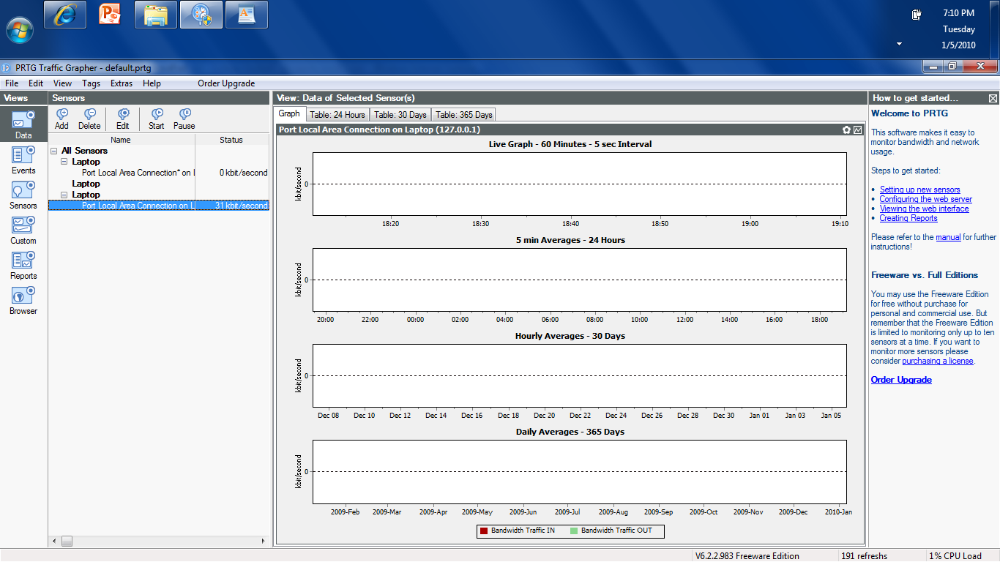 7:10 PM
Tuesday
1/5/2010
PRTG Traffic Grapher - default.prtg
File Edit View Tags Extras Help Order Upgrade
Views
Data
Events
Sensors
Custom
Reports
Browser
Sensors
Add Delete Edit Start Pause
Name Status
All Sensors
Laptop
Port Local Area Connection* on l 0 kbit/second
Laptop
Laptop
Port Local Area Connection on L 31 kbit/second
View: Data of Selected Sensor(s)
Graph Table: 24 Hours Table: 30 Days Table: 365 Days
Port Local Area Connection on Laptop (127.0.0.1)
Live Graph - 60 Minutes - 5 sec Interval
kbit/second
0
18:20 18:30 18:40 18:50 19:00 19:10
5 min Averages - 24 Hours
kbit/second
0
20:00 22:00 00:00 02:00 04:00 06:00 08:00 10:00 12:00 14:00 16:00 18:00
Hourly Averages - 30 Days
kbit/second
0
Dec 08 Dec 10 Dec 12 Dec 14 Dec 16 Dec 18 Dec 20 Dec 22 Dec 24 Dec 26 Dec 28 Dec 30 Jan 01 Jan 03 Jan 05
Daily Averages - 365 Days
kbit/second
0
2009-Feb 2009-Mar 2009-Apr 2009-May 2009-Jun 2009-Jul 2009-Aug 2009-Sep 2009-Oct 2009-Nov 2009-Dec 2010-Jan
Bandwidth Traffic IN Bandwidth Traffic OUT
How to get started...
Welcome to PRTG
This software makes it easy to
monitor bandwidth and network
usage.
Steps to get started:
• Setting up new sensors
• Configuring the web server
• Viewing the web interface
• Creating Reports
Please refer to the manual for further
instructions!
Freeware vs. Full Editions
You may use the Freeware Edition
for free without purchase for
personal and commercial use. But
remember that the Freeware Edition
is limited to monitoring only up to ten
sensors at a time. If you want to
monitor more sensors please
consider purchasing a license.
Order Upgrade
V6.2.2.983 Freeware Edition 191 refreshs 1% CPU Load